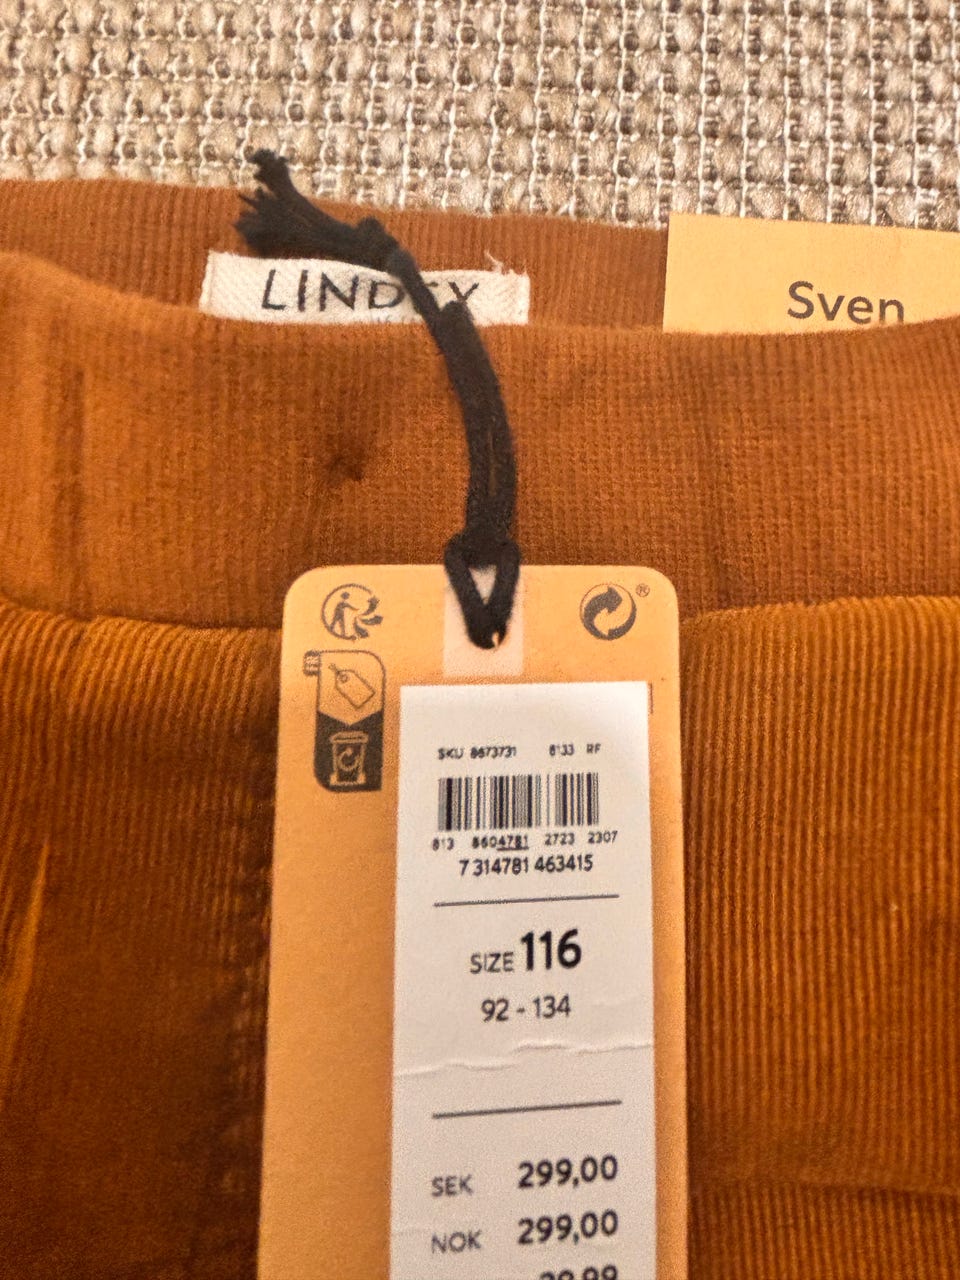 LINDEX
Sven
SKU 8673731 8133 RF
813 8604781 2723 2307
7 314781 463415
SIZE 116
92 - 134
SEK 299,00
NOK 299,00